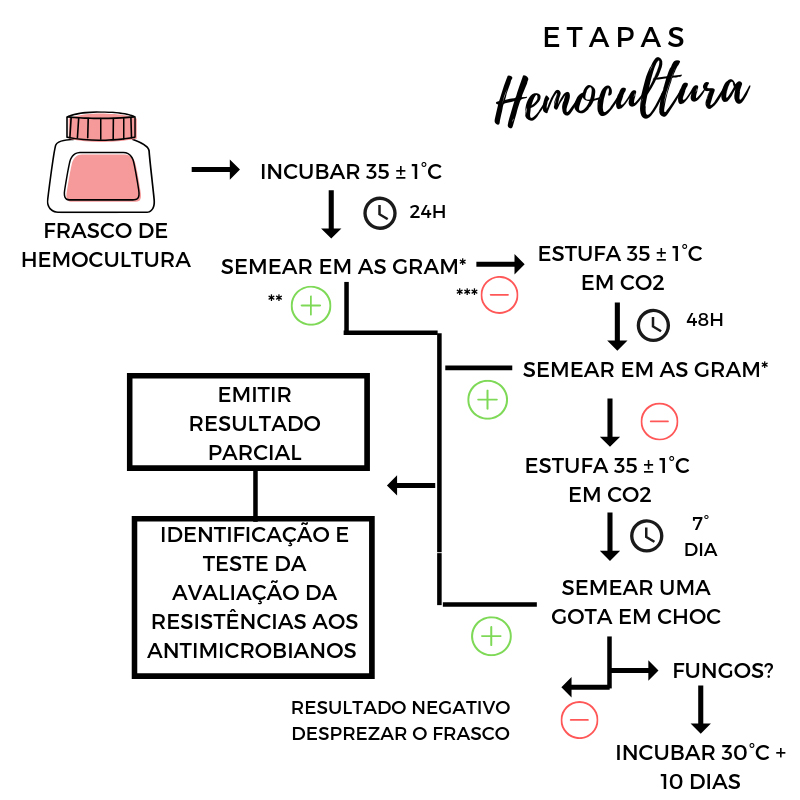 ETAPAS
Hemocultura
FRASCO DE
HEMOCULTURA
INCUBAR 35 ± 1°C
24H
SEMEAR EM AS GRAM*
**
***
ESTUFA 35 ± 1°C
EM CO2
48H
SEMEAR EM AS GRAM*
ESTUFA 35 ± 1°C
EM CO2
7°
DIA
SEMEAR UMA
GOTA EM CHOC
EMITIR
RESULTADO
PARCIAL
IDENTIFICAÇÃO E
TESTE DA
AVALIAÇÃO DA
RESISTÊNCIAS AOS
ANTIMICROBIANOS
RESULTADO NEGATIVO
DESPREZAR O FRASCO
FUNGOS?
INCUBAR 30°C +
10 DIAS